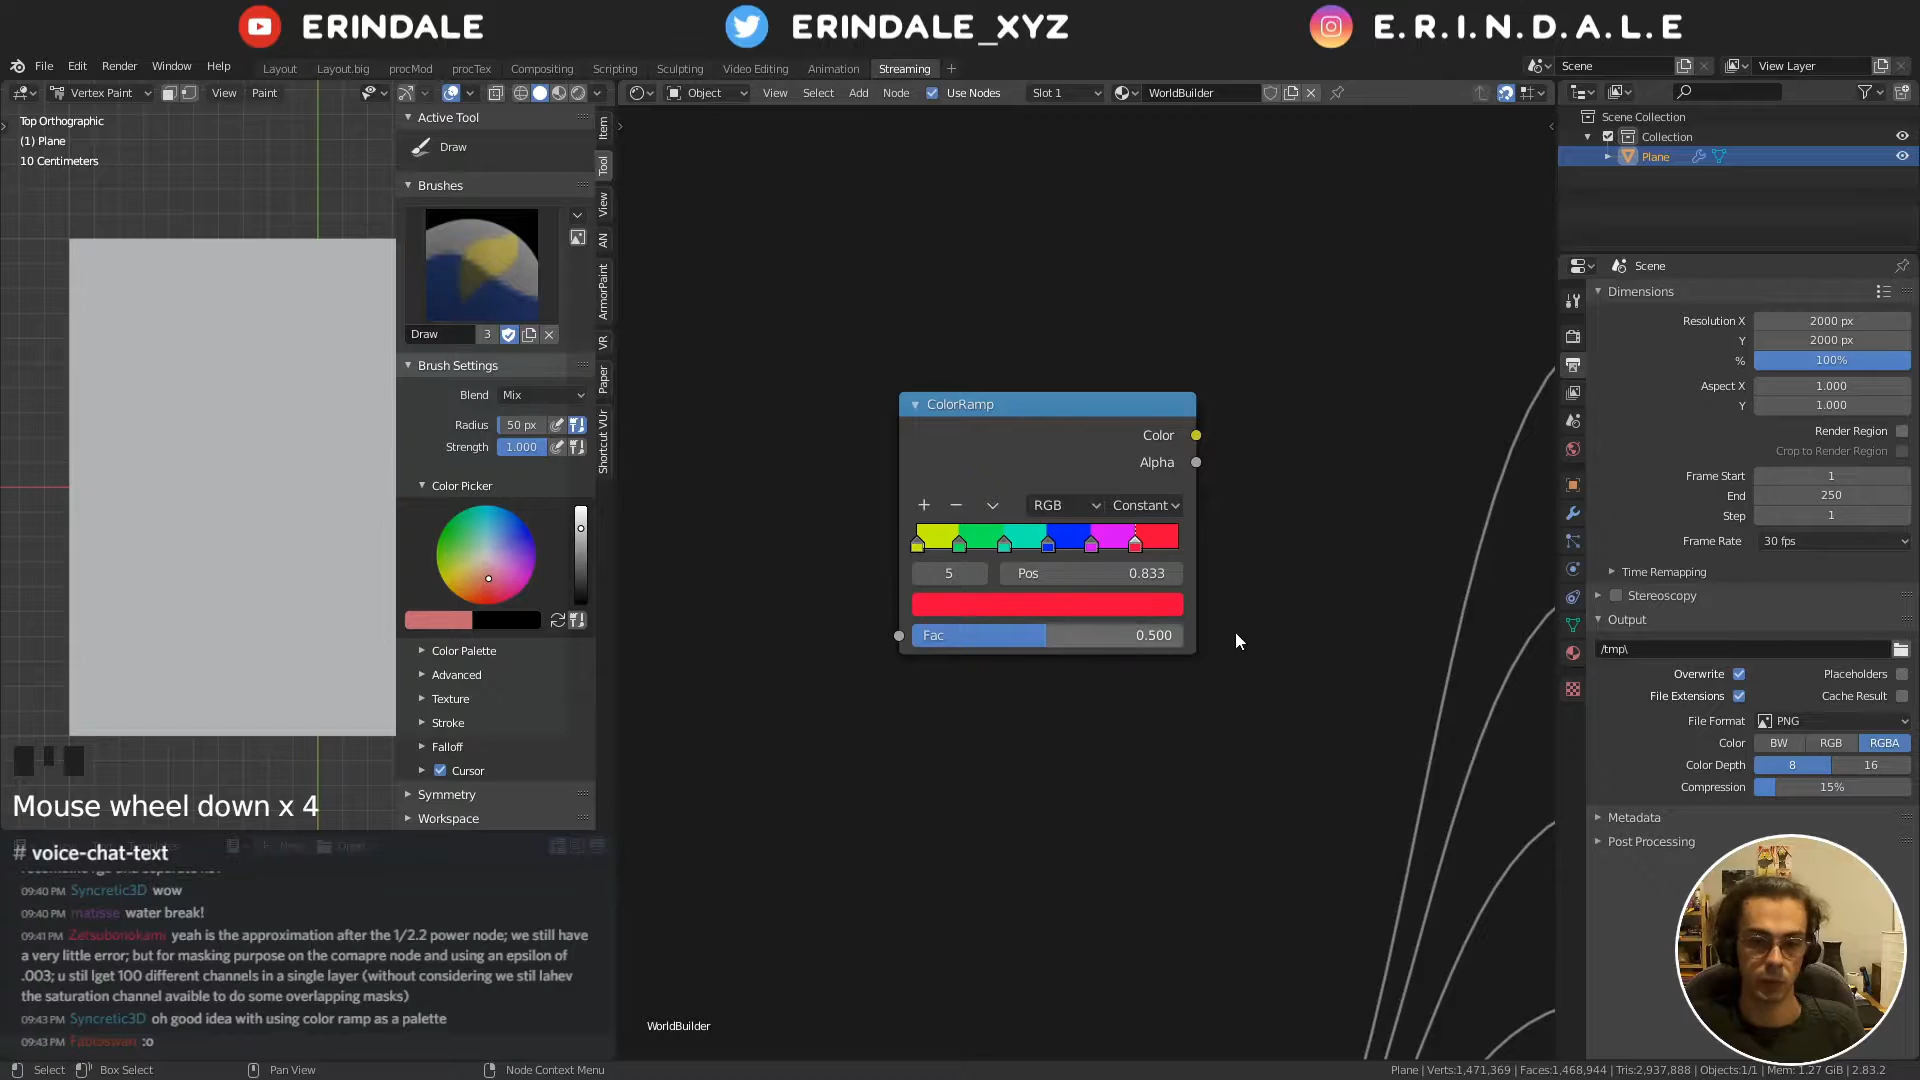 ERINDALE
ERINDALE_XYZ
E.R.I.N.D.A.L.E
File Edit Render Window Help
Layout Layout.big procMod procTex Compositing Scripting Sculpting Video Editing Animation Streaming +
Scene
View Layer
Vertex Paint View Paint
Object View Select Add Node Use Nodes Slot 1 WorldBuilder
Top Orthographic
(1) Plane
10 Centimeters
Active Tool
Draw
Brushes
Draw 3
Brush Settings
Blend Mix
Radius 50 px
Strength 1.000
Color Picker
Color Palette
Advanced
Texture
Stroke
Falloff
Cursor
Symmetry
Workspace
Item
Tool
View
AN
ArmorPaint
VR
Paper
Shortcut VUr
Mouse wheel down x 4
# voice-chat-text
09:40 PM Syncretic3D wow
09:40 PM matisse water break!
09:41 PM Zetsubonokami yeah is the approximation after the 1/2.2 power node; we still have
a very little error; but for masking purpose on the comapre node and using an epsilon of
.003; u stil lget 100 different channels in a single layer (without considering we stil lahev
the saturation channel avaible to do some overlapping masks)
09:43 PM Syncretic3D oh good idea with using color ramp as a palette
09:43 PM Fabioswan :o
ColorRamp
Color
Alpha
+ − RGB Constant
5 Pos 0.833
Fac 0.500
WorldBuilder
Scene Collection
Collection
Plane
Scene
Dimensions
Resolution X 2000 px
Y 2000 px
% 100%
Aspect X 1.000
Y 1.000
Render Region
Crop to Render Region
Frame Start 1
End 250
Step 1
Frame Rate 30 fps
Time Remapping
Stereoscopy
Output
/tmp\
Overwrite Placeholders
File Extensions Cache Result
File Format PNG
Color BW RGB RGBA
Color Depth 8 16
Compression 15%
Metadata
Post Processing
Select Box Select Pan View Node Context Menu
Plane | Verts:1,471,369 | Faces:1,468,944 | Tris:2,937,888 | Objects:1/1 | Mem: 1.27 GiB | 2.83.2